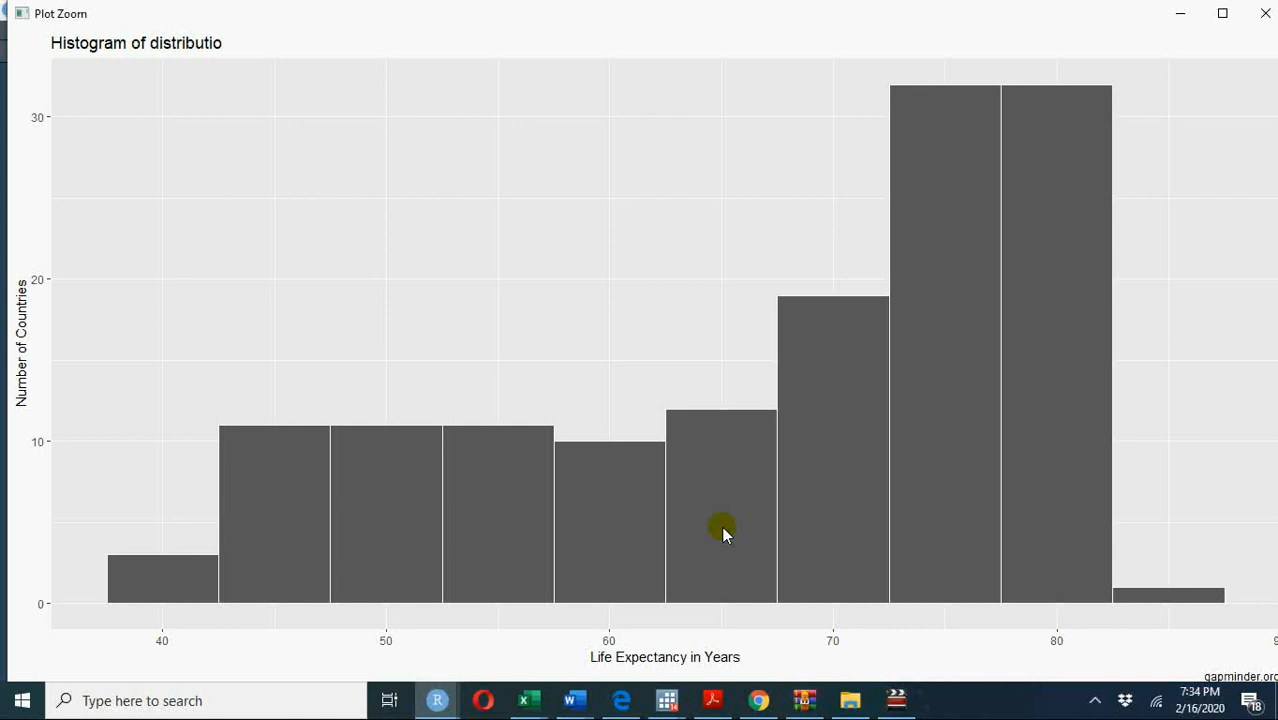 Plot Zoom
Histogram of distributio
Number of Countries
30
20
10
0
40 50 60 70 80 9
Life Expectancy in Years
gapminder.org
Type here to search
7:34 PM
2/16/2020
18